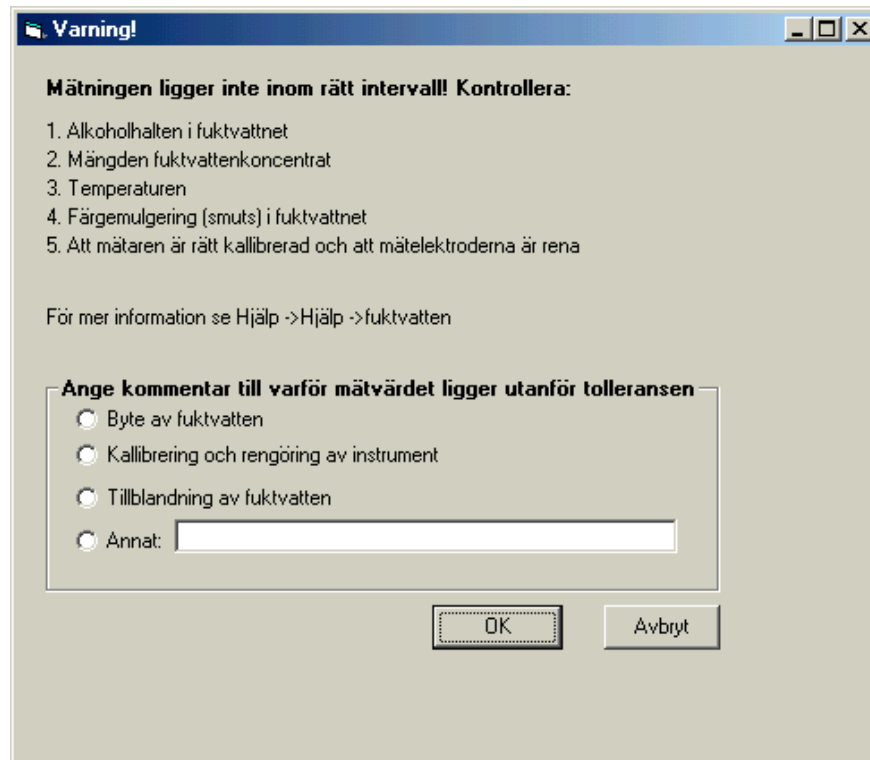 Varning!
Mätningen ligger inte inom rätt intervall! Kontrollera:
1. Alkoholhalten i fuktvattnet
2. Mängden fuktvattenkoncentrat
3. Temperaturen
4. Färgemulgering (smuts) i fuktvattnet
5. Att mätaren är rätt kallibrerad och att mätelektroderna är rena
För mer information se Hjälp ->Hjälp ->fuktvatten
Ange kommentar till varför mätvärdet ligger utanför tolleransen
Byte av fuktvatten
Kallibrering och rengöring av instrument
Tillblandning av fuktvatten
Annat:
OK Avbryt